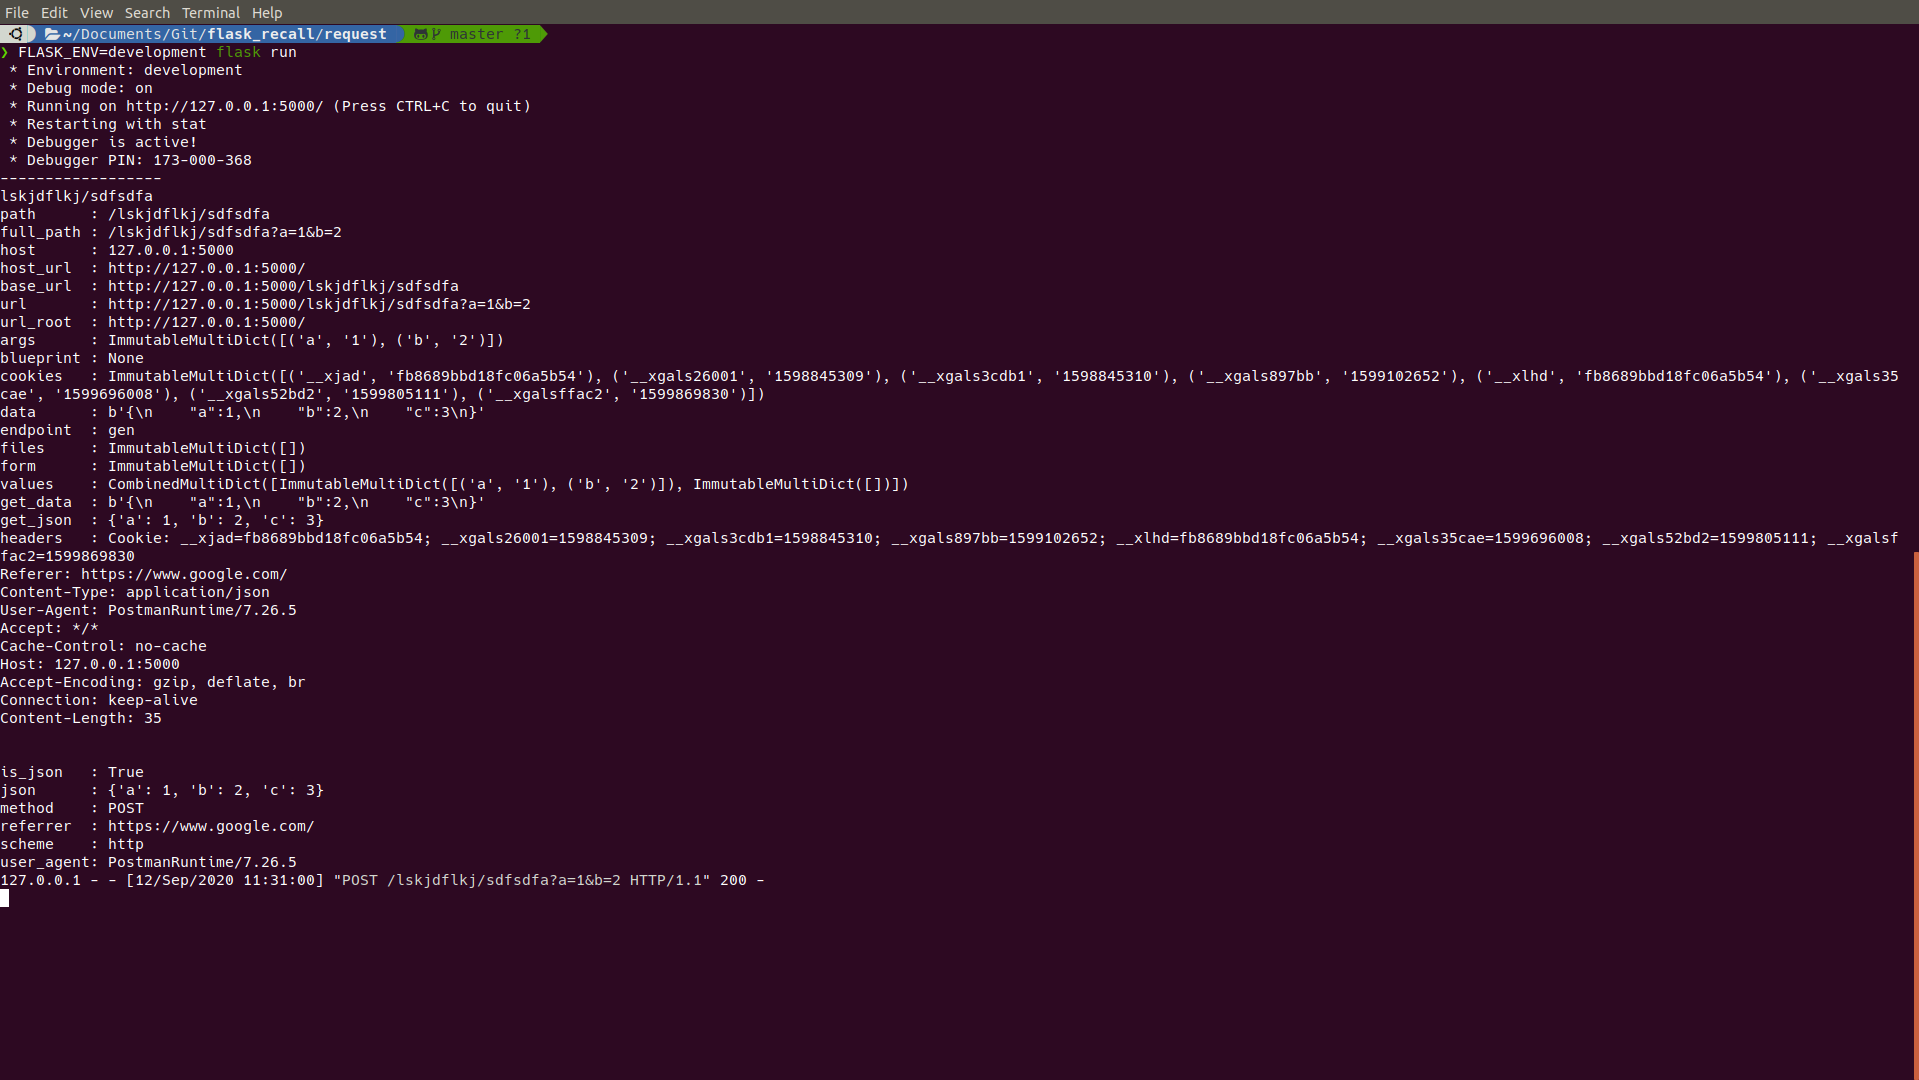 File Edit View Search Terminal Help
~/Documents/Git/flask_recall/request master ?1
❯ FLASK_ENV=development flask run
 * Environment: development
 * Debug mode: on
 * Running on http://127.0.0.1:5000/ (Press CTRL+C to quit)
 * Restarting with stat
 * Debugger is active!
 * Debugger PIN: 173-000-368
------------------
lskjdflkj/sdfsdfa
path      : /lskjdflkj/sdfsdfa
full_path : /lskjdflkj/sdfsdfa?a=1&b=2
host      : 127.0.0.1:5000
host_url  : http://127.0.0.1:5000/
base_url  : http://127.0.0.1:5000/lskjdflkj/sdfsdfa
url       : http://127.0.0.1:5000/lskjdflkj/sdfsdfa?a=1&b=2
url_root  : http://127.0.0.1:5000/
args      : ImmutableMultiDict([('a', '1'), ('b', '2')])
blueprint : None
cookies   : ImmutableMultiDict([('__xjad', 'fb8689bbd18fc06a5b54'), ('__xgals26001', '1598845309'), ('__xgals3cdb1', '1598845310'), ('__xgals897bb', '1599102652'), ('__xlhd', 'fb8689bbd18fc06a5b54'), ('__xgals35
cae', '1599696008'), ('__xgals52bd2', '1599805111'), ('__xgalsffac2', '1599869830')])
data      : b'{\n    "a":1,\n    "b":2,\n    "c":3\n}'
endpoint  : gen
files     : ImmutableMultiDict([])
form      : ImmutableMultiDict([])
values    : CombinedMultiDict([ImmutableMultiDict([('a', '1'), ('b', '2')]), ImmutableMultiDict([])])
get_data  : b'{\n    "a":1,\n    "b":2,\n    "c":3\n}'
get_json  : {'a': 1, 'b': 2, 'c': 3}
headers   : Cookie: __xjad=fb8689bbd18fc06a5b54; __xgals26001=1598845309; __xgals3cdb1=1598845310; __xgals897bb=1599102652; __xlhd=fb8689bbd18fc06a5b54; __xgals35cae=1599696008; __xgals52bd2=1599805111; __xgalsf
fac2=1599869830
Referer: https://www.google.com/
Content-Type: application/json
User-Agent: PostmanRuntime/7.26.5
Accept: */*
Cache-Control: no-cache
Host: 127.0.0.1:5000
Accept-Encoding: gzip, deflate, br
Connection: keep-alive
Content-Length: 35
is_json   : True
json      : {'a': 1, 'b': 2, 'c': 3}
method    : POST
referrer  : https://www.google.com/
scheme    : http
user_agent: PostmanRuntime/7.26.5
127.0.0.1 - - [12/Sep/2020 11:31:00] "POST /lskjdflkj/sdfsdfa?a=1&b=2 HTTP/1.1" 200 -